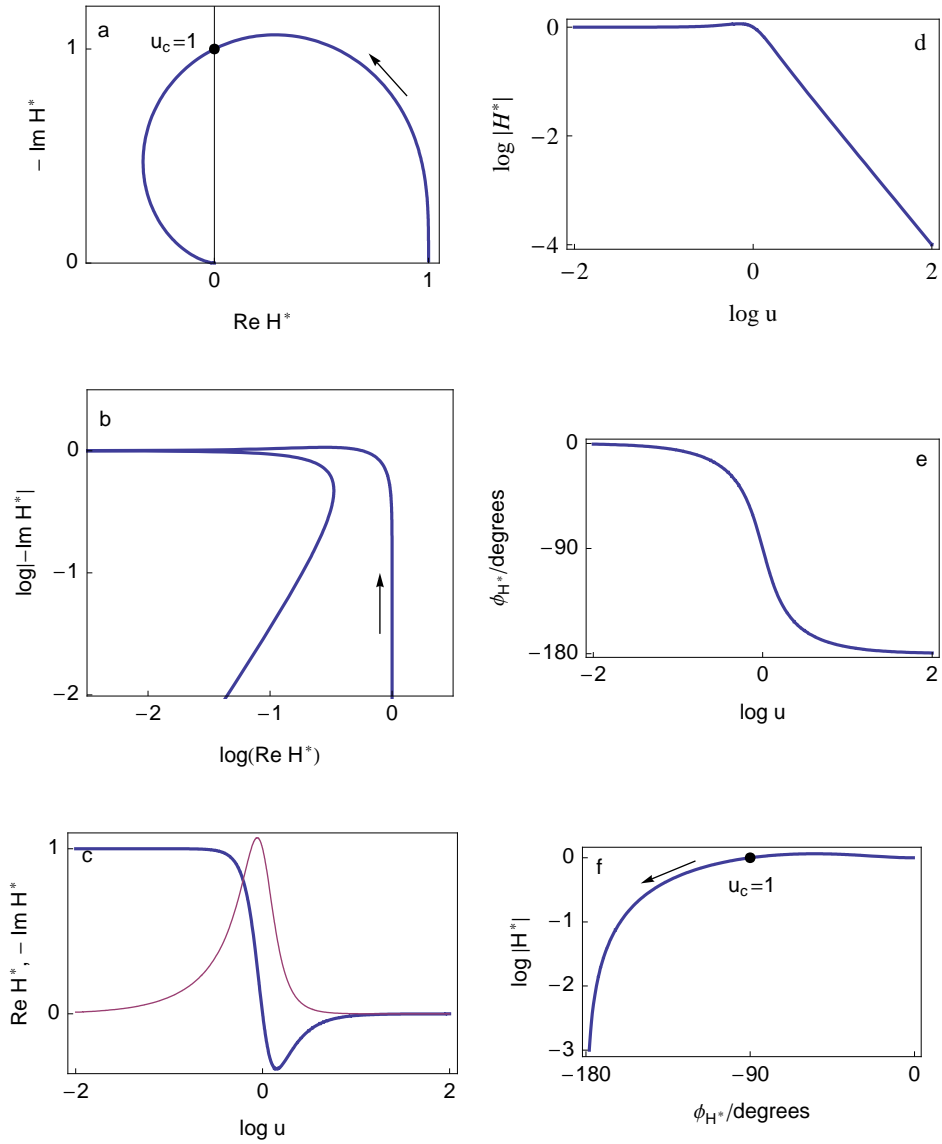 a
u_c=1
1
0
− Im H*
0
1
Re H*
b
0
−1
−2
log|−Im H*|
−2
−1
0
log(Re H*)
c
1
0
Re H*, − Im H*
−2
0
2
log u
d
0
−2
−4
log |H*|
−2
0
2
log u
e
0
−90
−180
ϕ_H*/degrees
−2
0
2
log u
f
u_c=1
0
−1
−2
−3
log |H*|
−180
−90
0
ϕ_H*/degrees